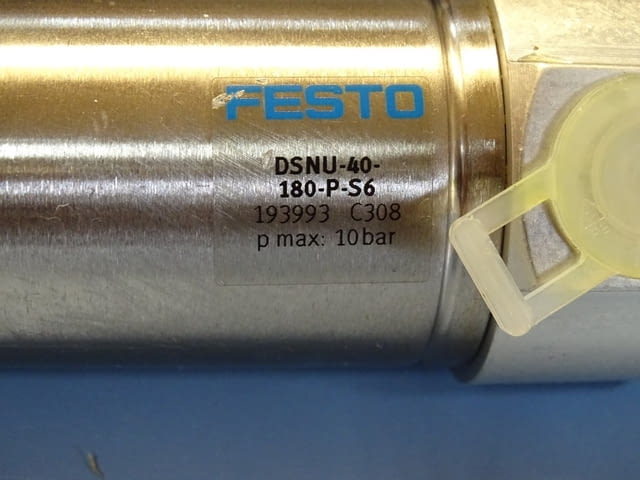 FESTO
DSNU-40-
180-P-S6
193993 C308
p max: 10 bar